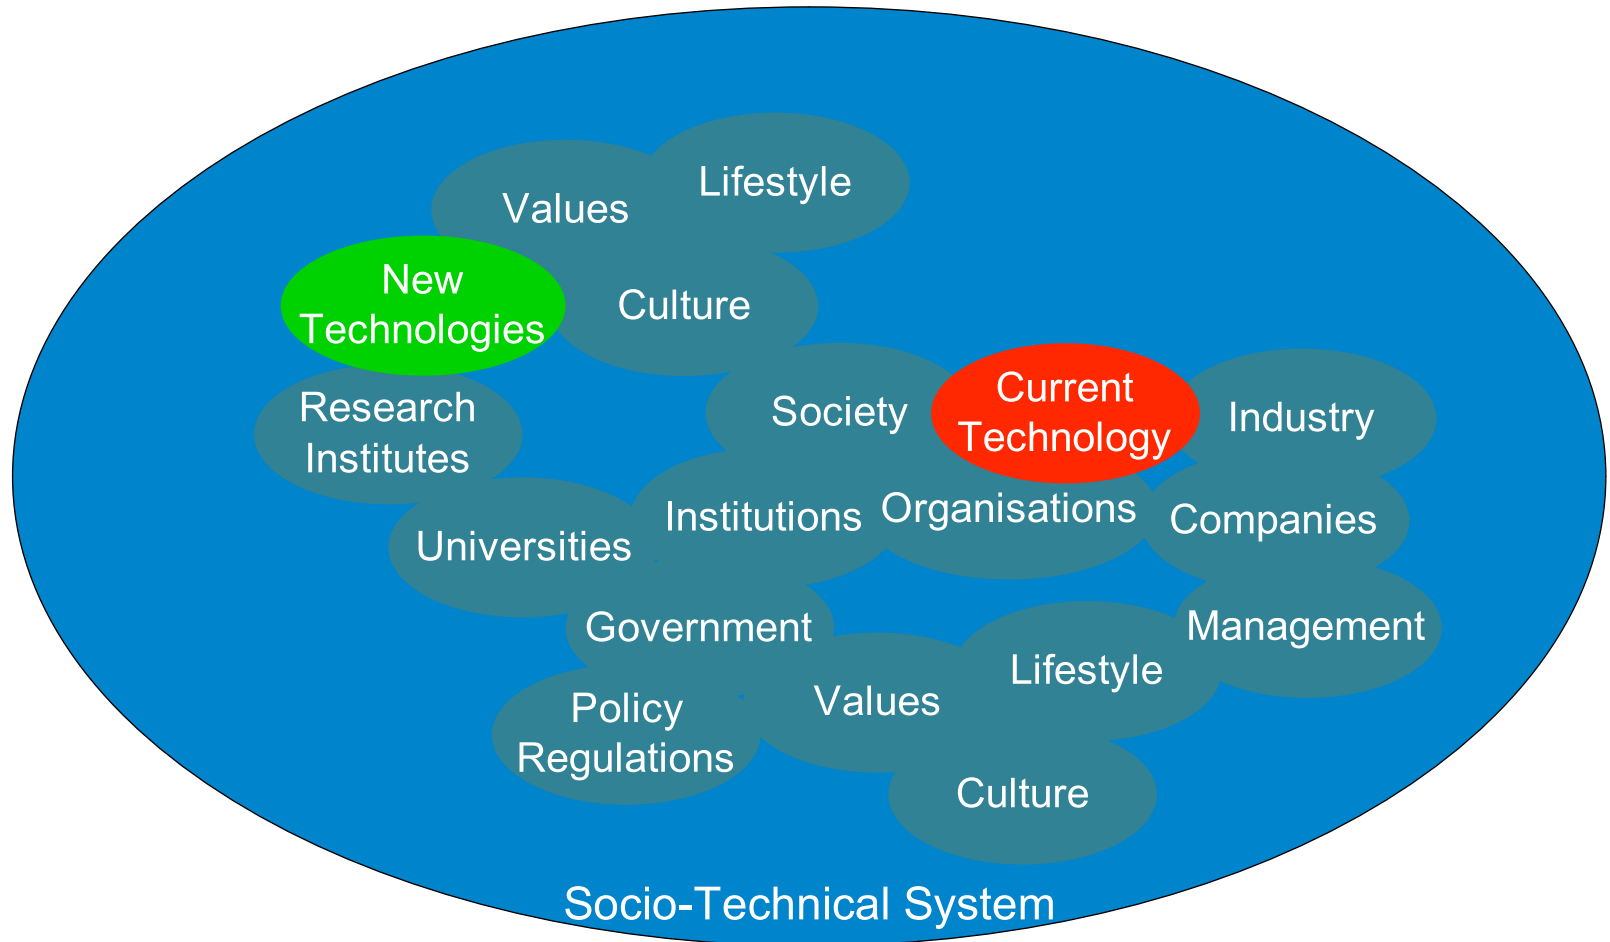 Lifestyle
Values
New
Technologies
Culture
Research
Institutes
Society
Current
Technology
Industry
Universities
Institutions
Organisations
Companies
Government
Lifestyle
Management
Policy
Regulations
Values
Culture
Socio-Technical System